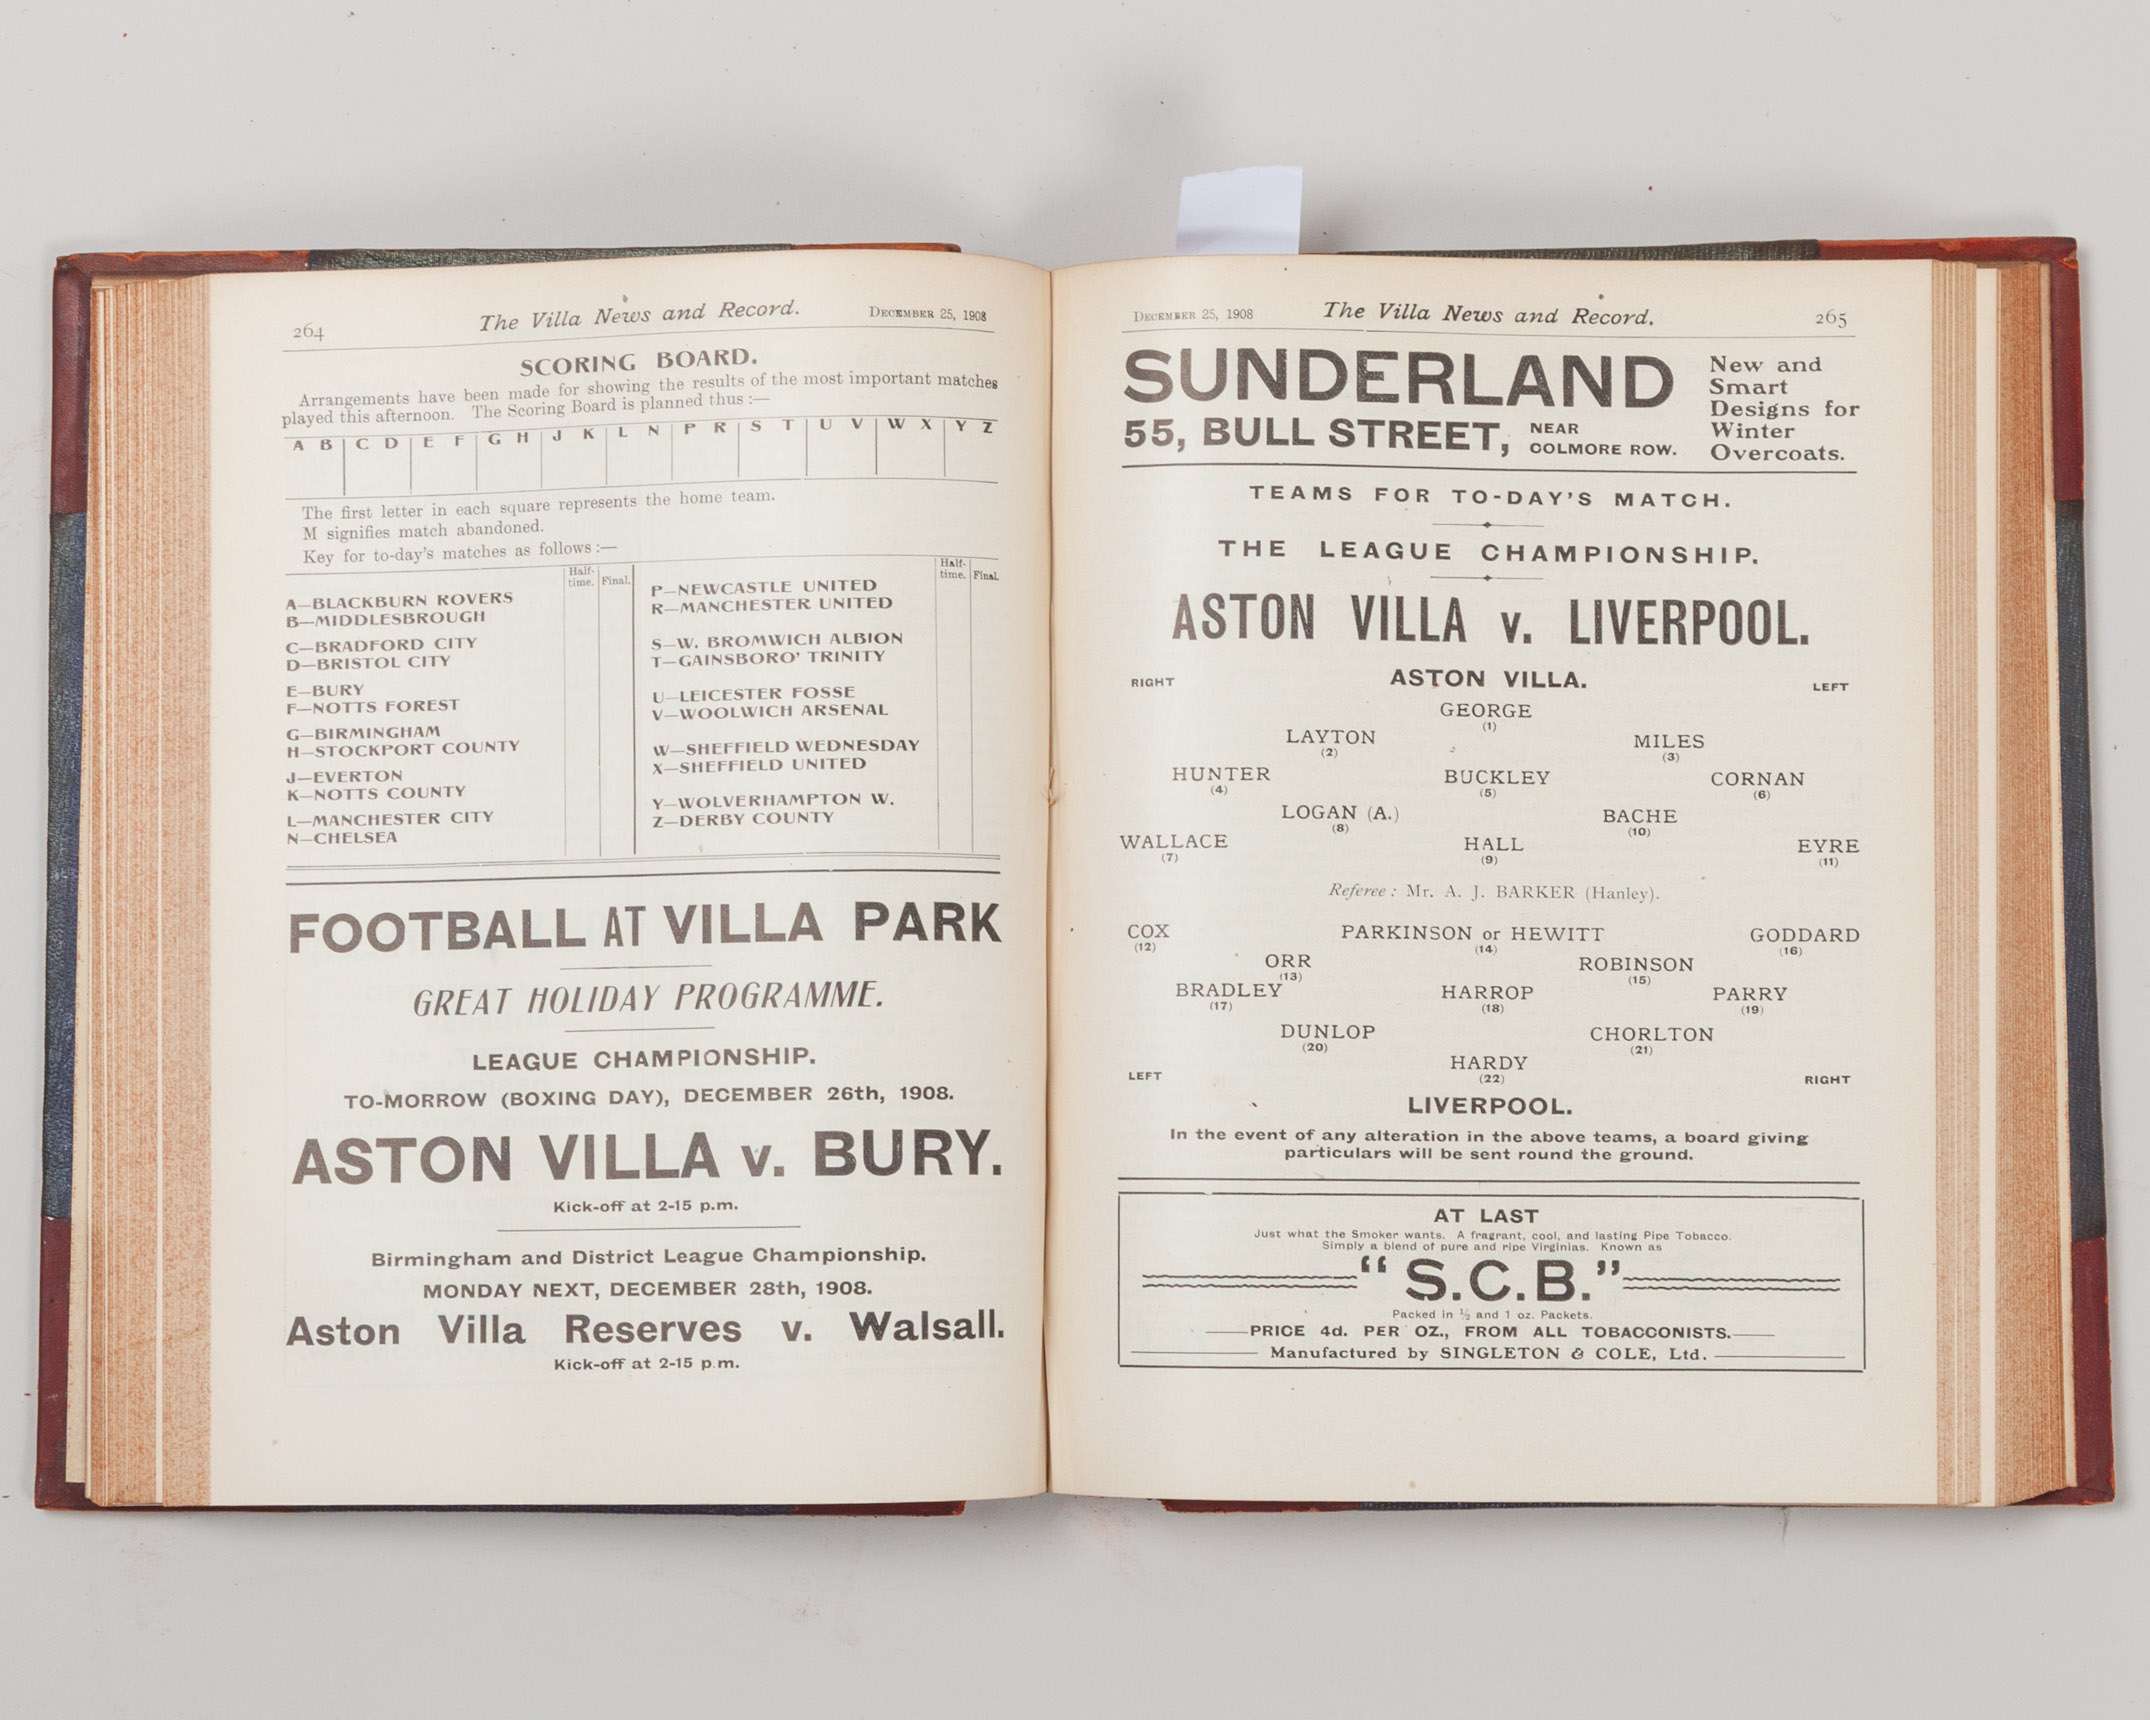 264 The Villa News and Record. DECEMBER 25, 1908
SCORING BOARD.
Arrangements have been made for showing the results of the most important matches
played this afternoon. The Scoring Board is planned thus :—
A B C D E F G H J K L N P R S T U V W X Y Z
The first letter in each square represents the home team.
M signifies match abandoned.
Key for to-day's matches as follows :—
Half-time. Final.
A—BLACKBURN ROVERS
B—MIDDLESBROUGH
C—BRADFORD CITY
D—BRISTOL CITY
E—BURY
F—NOTTS FOREST
G—BIRMINGHAM
H—STOCKPORT COUNTY
J—EVERTON
K—NOTTS COUNTY
L—MANCHESTER CITY
N—CHELSEA
Half-time. Final.
P—NEWCASTLE UNITED
R—MANCHESTER UNITED
S—W. BROMWICH ALBION
T—GAINSBORO' TRINITY
U—LEICESTER FOSSE
V—WOOLWICH ARSENAL
W—SHEFFIELD WEDNESDAY
X—SHEFFIELD UNITED
Y—WOLVERHAMPTON W.
Z—DERBY COUNTY
FOOTBALL AT VILLA PARK
GREAT HOLIDAY PROGRAMME.
LEAGUE CHAMPIONSHIP.
TO-MORROW (BOXING DAY), DECEMBER 26th, 1908.
ASTON VILLA v. BURY.
Kick-off at 2-15 p.m.
Birmingham and District League Championship.
MONDAY NEXT, DECEMBER 28th, 1908.
Aston Villa Reserves v. Walsall.
Kick-off at 2-15 p.m.
DECEMBER 25, 1908 The Villa News and Record. 265
SUNDERLAND
55, BULL STREET, NEAR COLMORE ROW.
New and
Smart
Designs for
Winter
Overcoats.
TEAMS FOR TO-DAY'S MATCH.
THE LEAGUE CHAMPIONSHIP.
ASTON VILLA v. LIVERPOOL.
RIGHT ASTON VILLA. LEFT
GEORGE
(1)
LAYTON MILES
(2) (3)
HUNTER BUCKLEY CORNAN
(4) (5) (6)
LOGAN (A.) BACHE
(8) (10)
WALLACE HALL EYRE
(7) (9) (11)
Referee : Mr. A. J. BARKER (Hanley).
COX PARKINSON or HEWITT GODDARD
(12) (14) (16)
ORR ROBINSON
(13) (15)
BRADLEY HARROP PARRY
(17) (18) (19)
DUNLOP CHORLTON
(20) (21)
HARDY
(22)
LEFT RIGHT
LIVERPOOL.
In the event of any alteration in the above teams, a board giving
particulars will be sent round the ground.
AT LAST
Just what the Smoker wants. A fragrant, cool, and lasting Pipe Tobacco.
Simply a blend of pure and ripe Virginias. Known as
"S.C.B."
Packed in ½ and 1 oz. Packets.
PRICE 4d. PER OZ., FROM ALL TOBACCONISTS.
Manufactured by SINGLETON & COLE, Ltd.